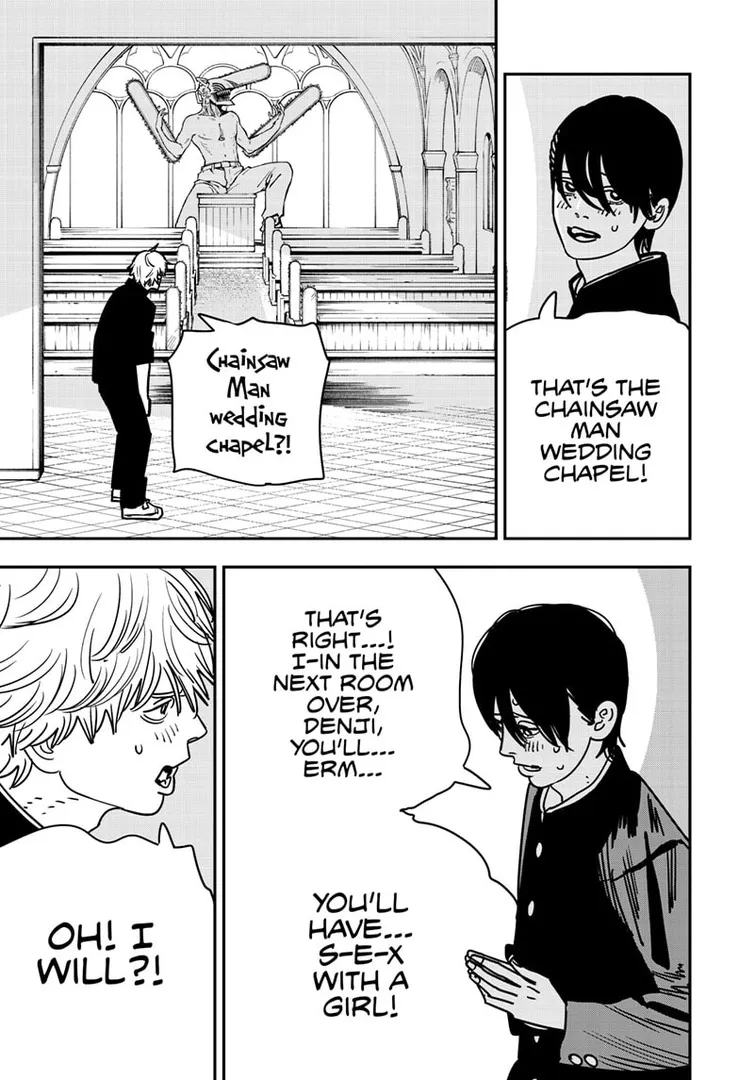 THAT'S THE
CHAINSAW
MAN
WEDDING
CHAPEL!
Chainsaw
Man
wedding
chapel?!
THAT'S
RIGHT...!
I-IN THE
NEXT ROOM
OVER,
DENJI,
YOU'LL...
ERM...
YOU'LL
HAVE...
S-E-X
WITH A
GIRL!
OH! I
WILL?!